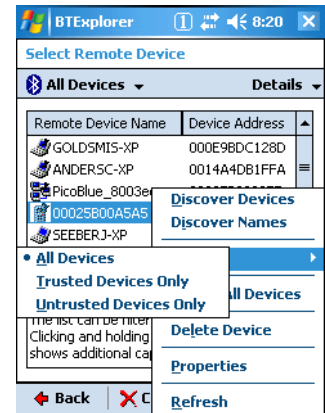 BTExplorer 1 8:20
Select Remote Device
All Devices Details
Remote Device Name Device Address
GOLDSMIS-XP 000E9BDC128D
ANDERSC-XP 0014A4DB1FFA
PicoBlue_8003e
00025B00A5A5
SEEBERJ-XP
Discover Devices
Discover Names
All Devices
Delete Device
Properties
Refresh
All Devices
Trusted Devices Only
Untrusted Devices Only
The list can be filter
Clicking and holding
shows additional ca
Back